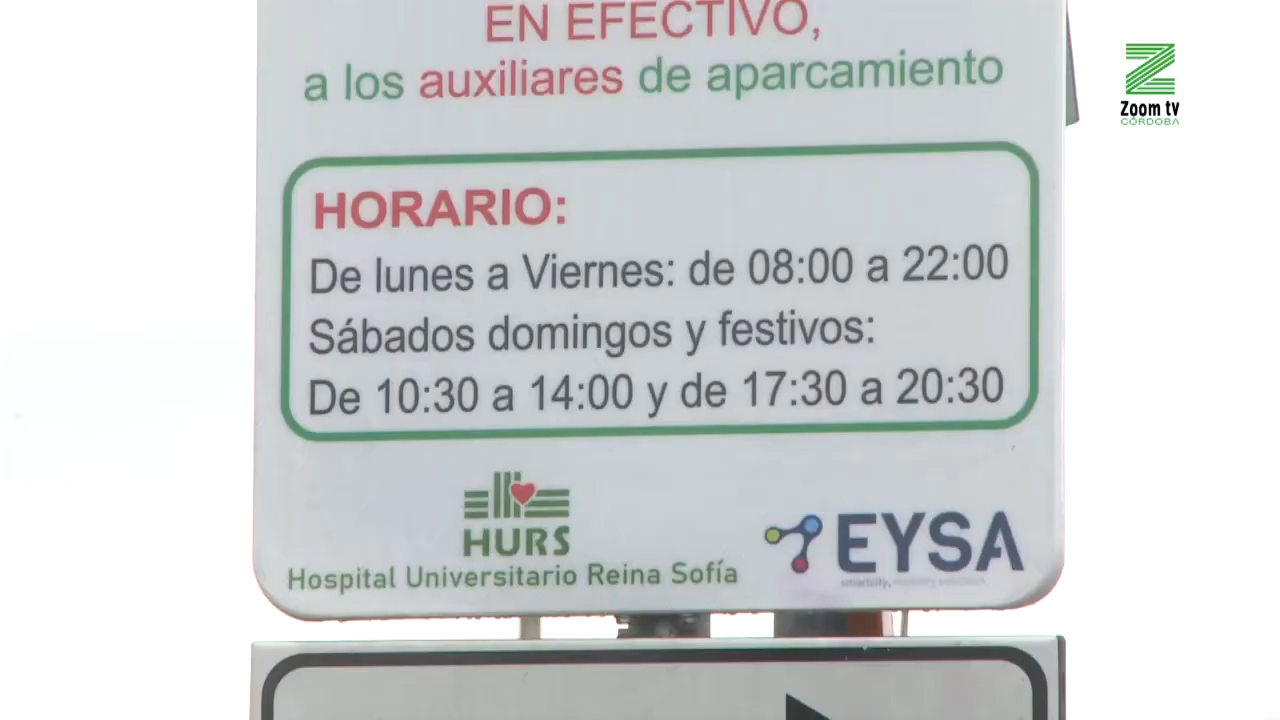 EN EFECTIVO,
a los auxiliares de aparcamiento
Zoom tv
CÓRDOBA
HORARIO:
De lunes a Viernes: de 08:00 a 22:00
Sábados domingos y festivos:
De 10:30 a 14:00 y de 17:30 a 20:30
HURS
Hospital Universitario Reina Sofía
EYSA